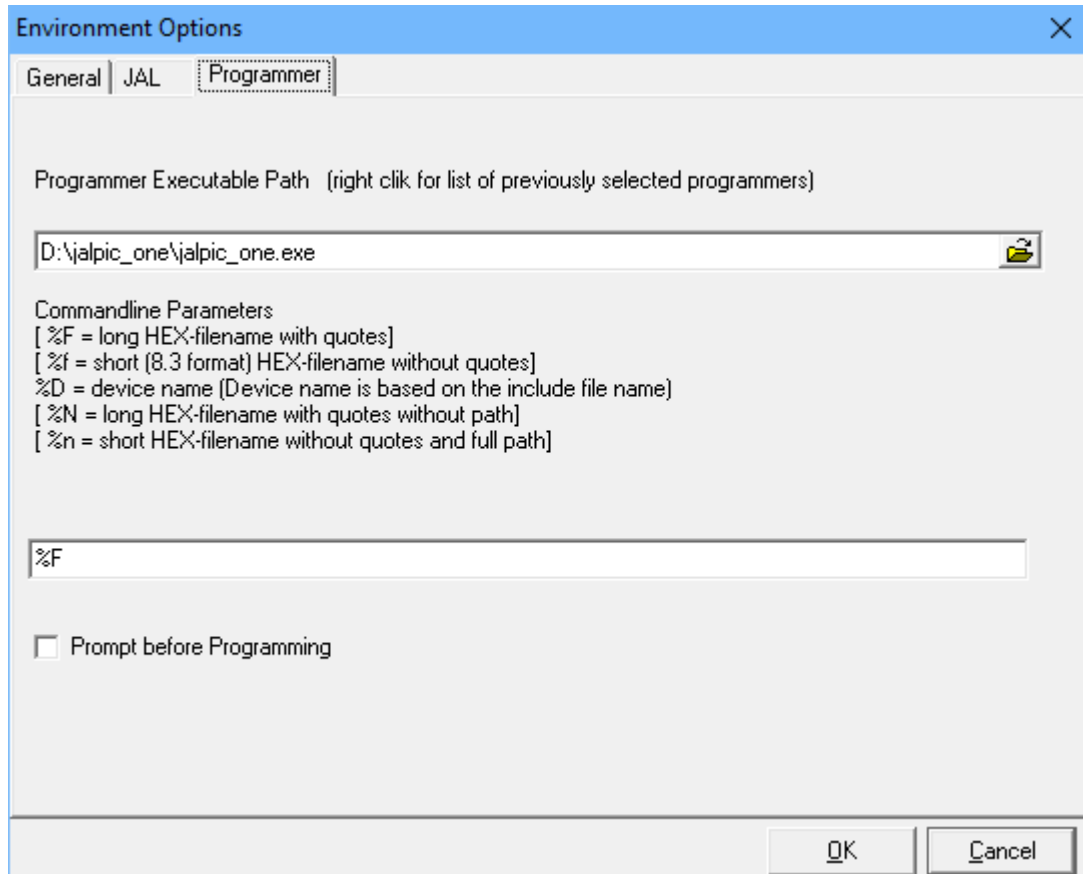 Environment Options
General JAL Programmer
Programmer Executable Path (right clik for list of previously selected programmers)
D:\jalpic_one\jalpic_one.exe
Commandline Parameters
[ %F = long HEX-filename with quotes]
[ %f = short (8.3 format) HEX-filename without quotes]
%D = device name (Device name is based on the include file name)
[ %N = long HEX-filename with quotes without path]
[ %n = short HEX-filename without quotes and full path]
%F
Prompt before Programming
OK Cancel